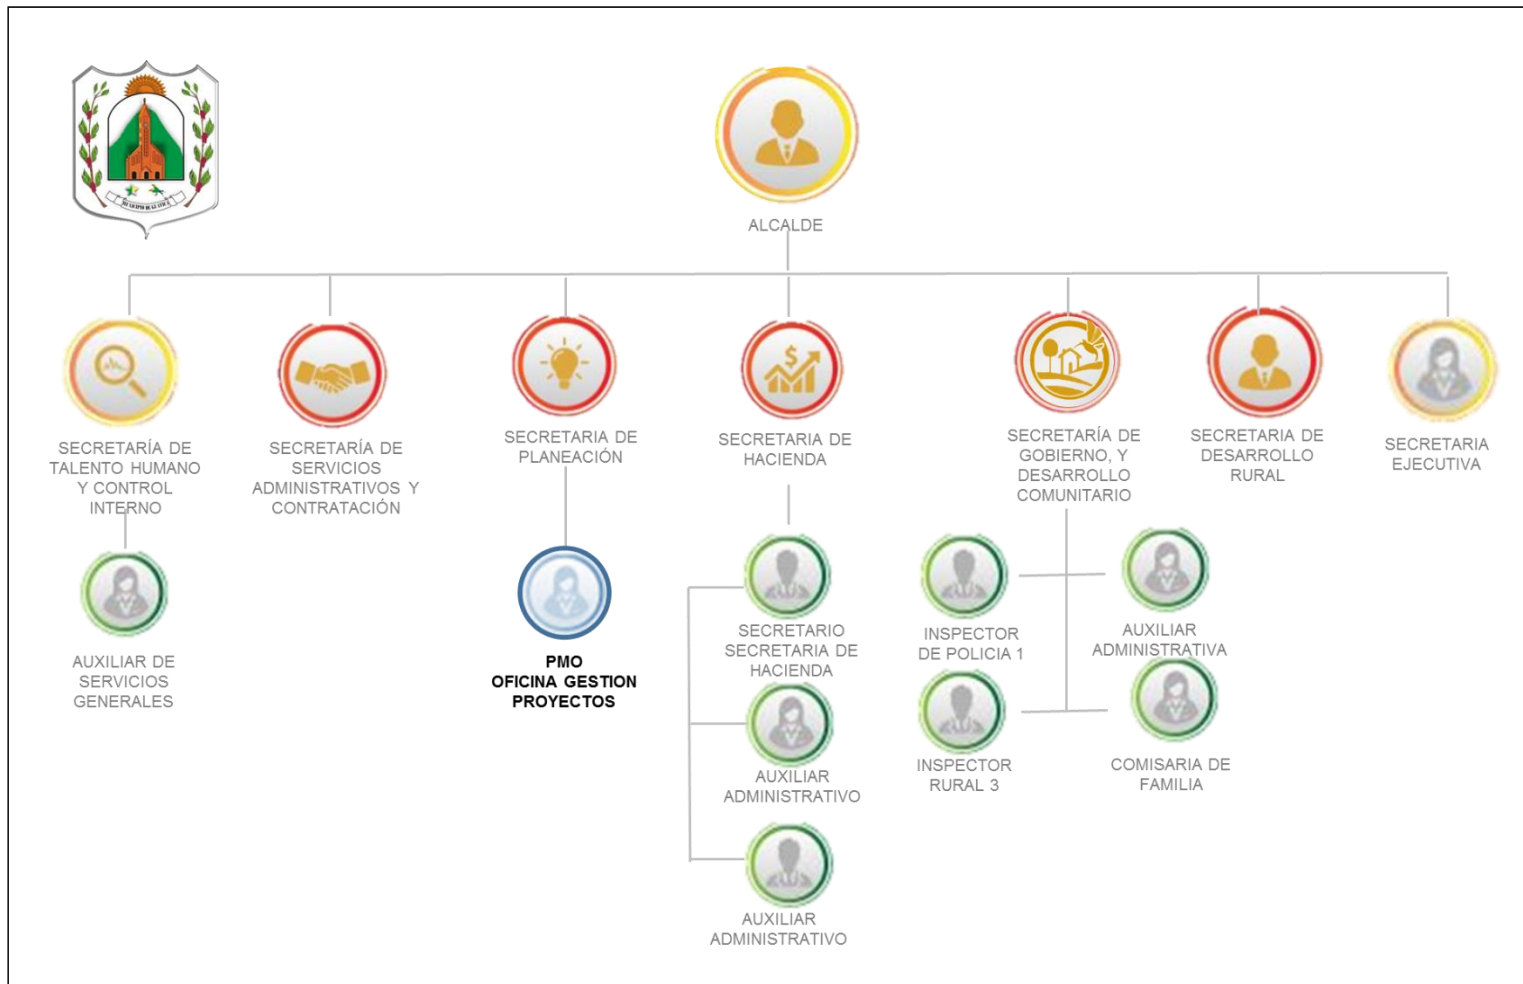 ALCALDE
SECRETARÍA DE
TALENTO HUMANO
Y CONTROL
INTERNO
SECRETARÍA DE
SERVICIOS
ADMINISTRATIVOS Y
CONTRATACIÓN
SECRETARIA DE
PLANEACIÓN
SECRETARIA DE
HACIENDA
SECRETARÍA DE
GOBIERNO, Y
DESARROLLO
COMUNITARIO
SECRETARIA DE
DESARROLLO
RURAL
SECRETARIA
EJECUTIVA
AUXILIAR DE
SERVICIOS
GENERALES
PMO
OFICINA GESTION
PROYECTOS
SECRETARIO
SECRETARIA DE
HACIENDA
AUXILIAR
ADMINISTRATIVO
AUXILIAR
ADMINISTRATIVO
INSPECTOR
DE POLICIA 1
AUXILIAR
ADMINISTRATIVA
INSPECTOR
RURAL 3
COMISARIA DE
FAMILIA